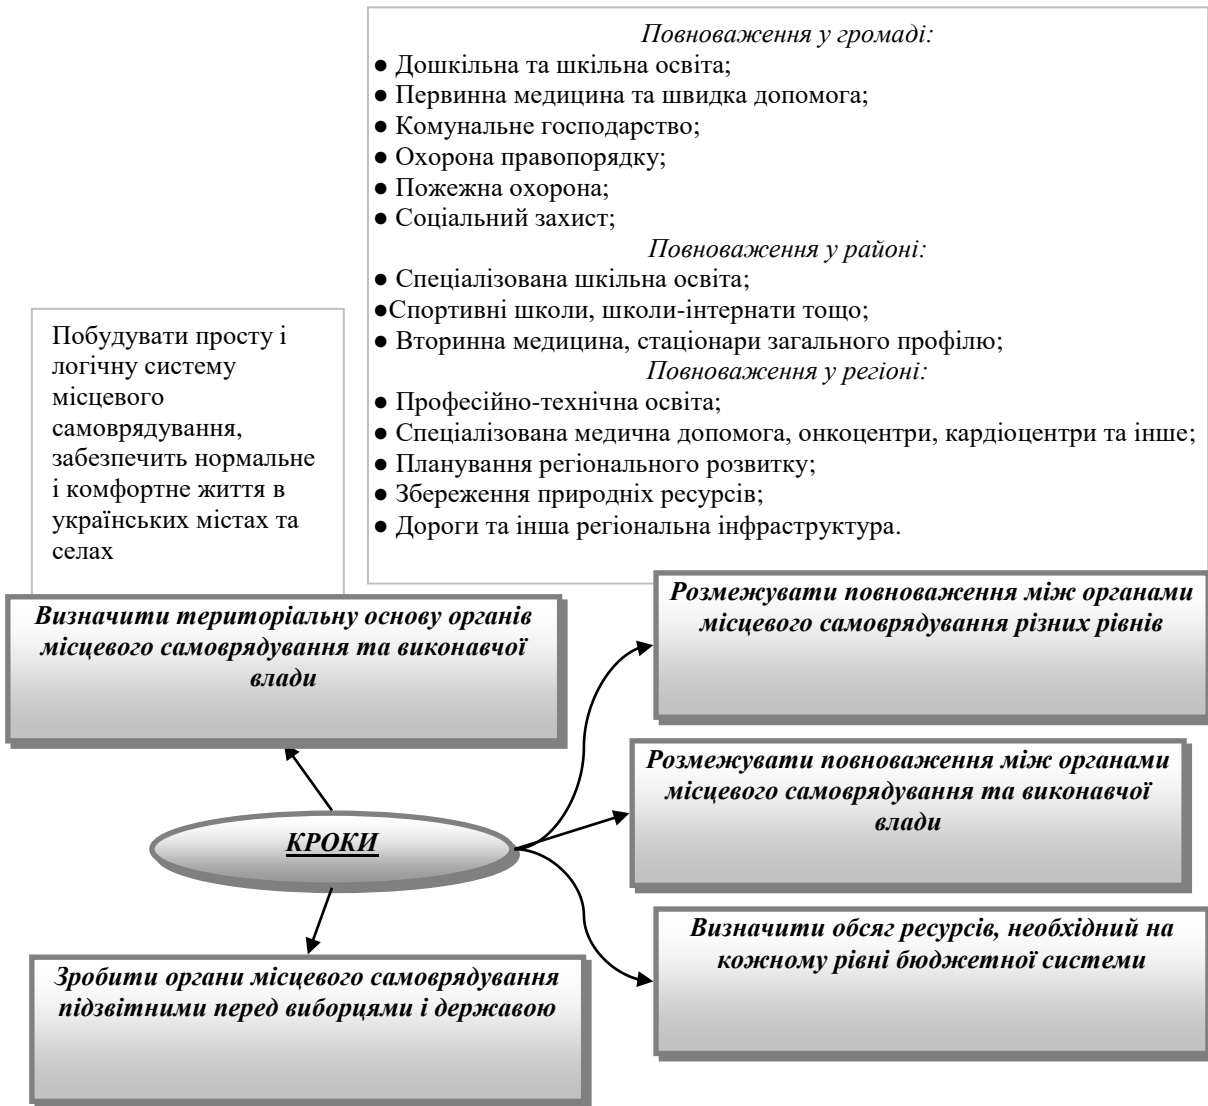 Повноваження у громаді:
● Дошкільна та шкільна освіта;
● Первинна медицина та швидка допомога;
● Комунальне господарство;
● Охорона правопорядку;
● Пожежна охорона;
● Соціальний захист;
Повноваження у районі:
● Спеціалізована шкільна освіта;
●Спортивні школи, школи-інтернати тощо;
● Вторинна медицина, стаціонари загального профілю;
Повноваження у регіоні:
● Професійно-технічна освіта;
● Спеціалізована медична допомога, онкоцентри, кардіоцентри та інше;
● Планування регіонального розвитку;
● Збереження природніх ресурсів;
● Дороги та інша регіональна інфраструктура.
Побудувати просту і
логічну систему
місцевого
самоврядування,
забезпечить нормальне
і комфортне життя в
українських містах та
селах
Визначити територіальну основу органів
місцевого самоврядування та виконавчої
влади
Розмежувати повноваження між органами
місцевого самоврядування різних рівнів
Розмежувати повноваження між органами
місцевого самоврядування та виконавчої
влади
КРОКИ
Визначити обсяг ресурсів, необхідний на
кожному рівні бюджетної системи
Зробити органи місцевого самоврядування
підзвітними перед виборцями і державою